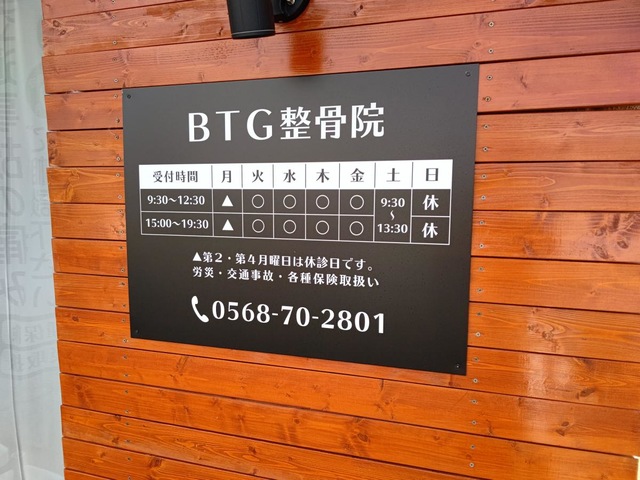 BTG整骨院
受付時間 月 火 水 木 金 土 日
9:30～12:30 ▲ ○ ○ ○ ○ 9:30～13:30 休
15:00～19:30 ▲ ○ ○ ○ ○ 休
▲第2・第4月曜日は休診日です。
労災・交通事故・各種保険取扱い
0568-70-2801